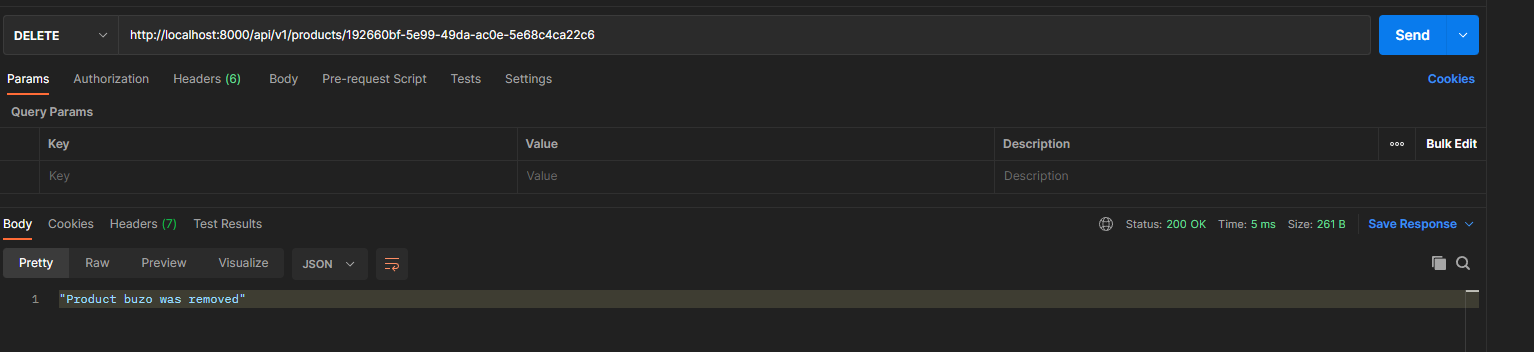 DELETE http://localhost:8000/api/v1/products/192660bf-5e99-49da-ac0e-5e68c4ca22c6 Send
Params Authorization Headers (6) Body Pre-request Script Tests Settings Cookies
Query Params
Key Value Description ooo Bulk Edit
Key Value Description
Body Cookies Headers (7) Test Results Status: 200 OK Time: 5 ms Size: 261 B Save Response
Pretty Raw Preview Visualize JSON
1 "Product buzo was removed"